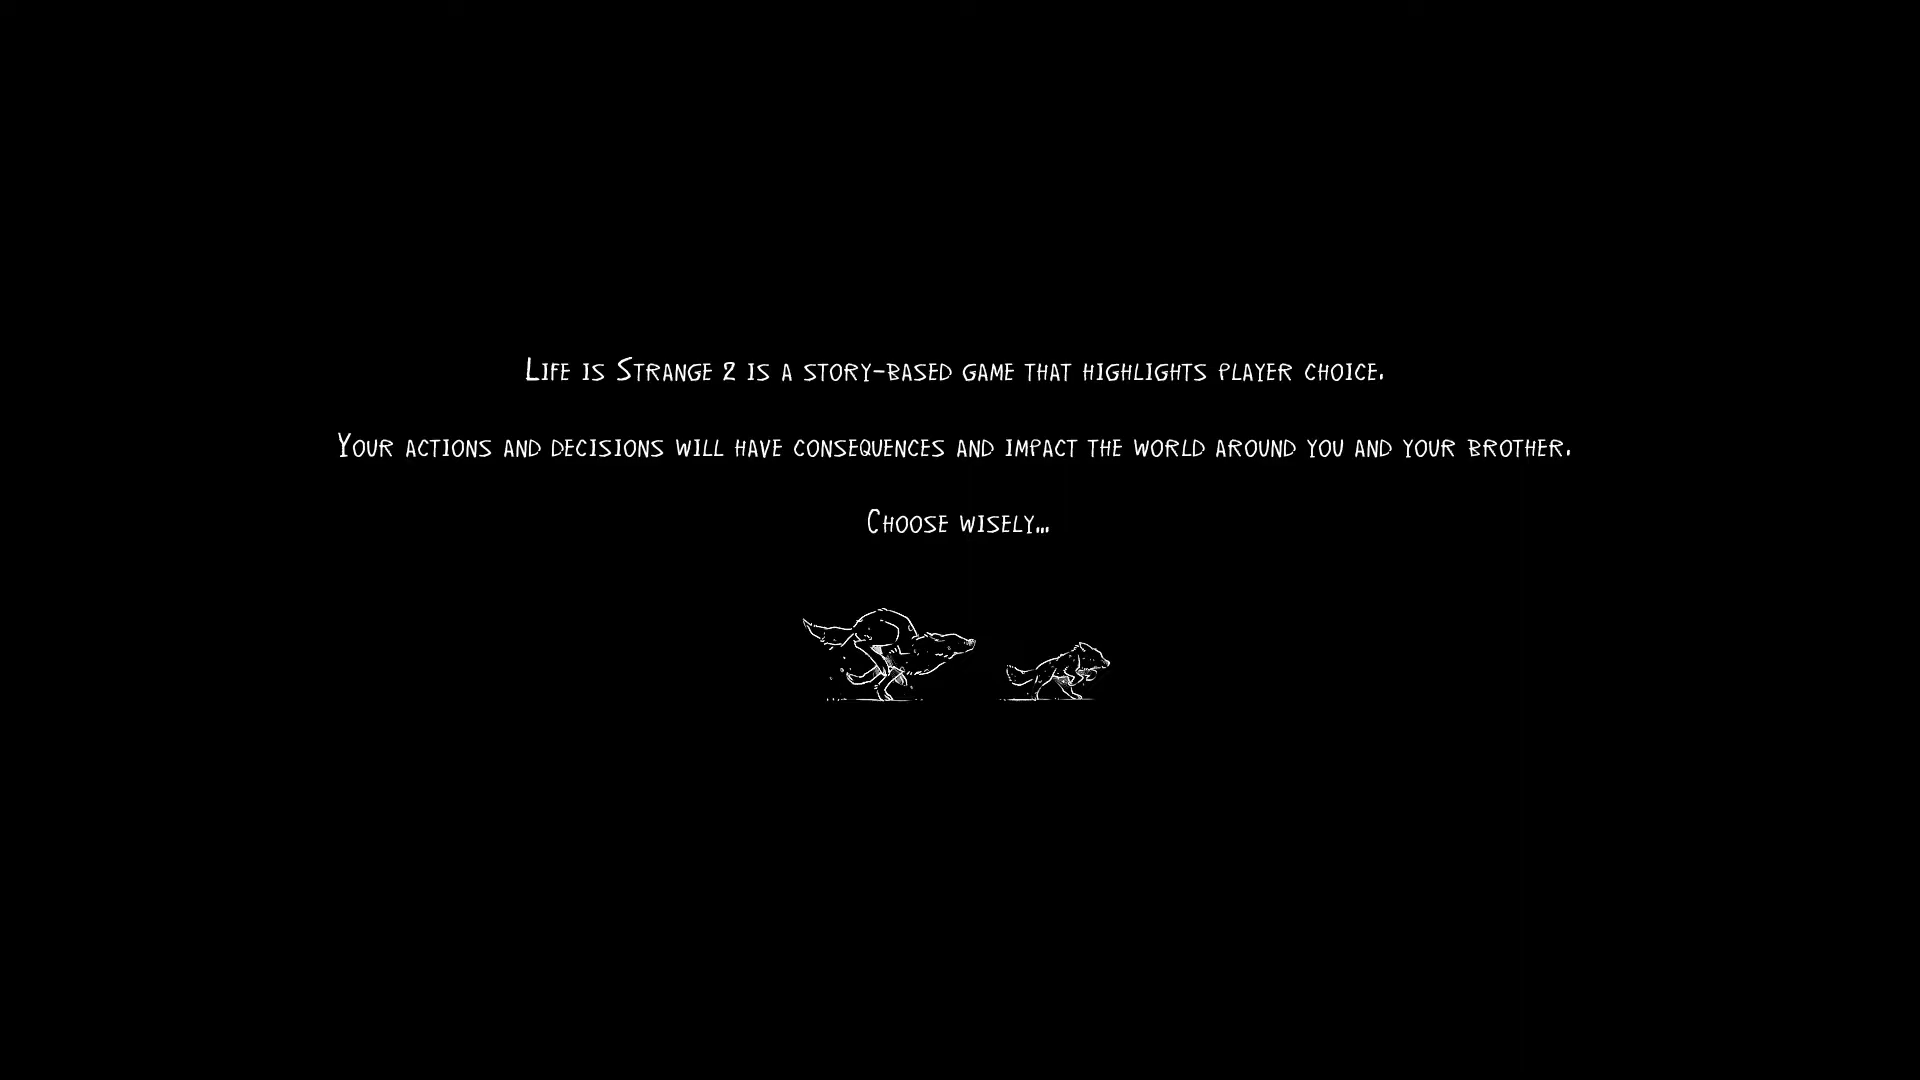 Life is Strange 2 is a story-based game that highlights player choice.
Your actions and decisions will have consequences and impact the world around you and your brother.
Choose wisely...